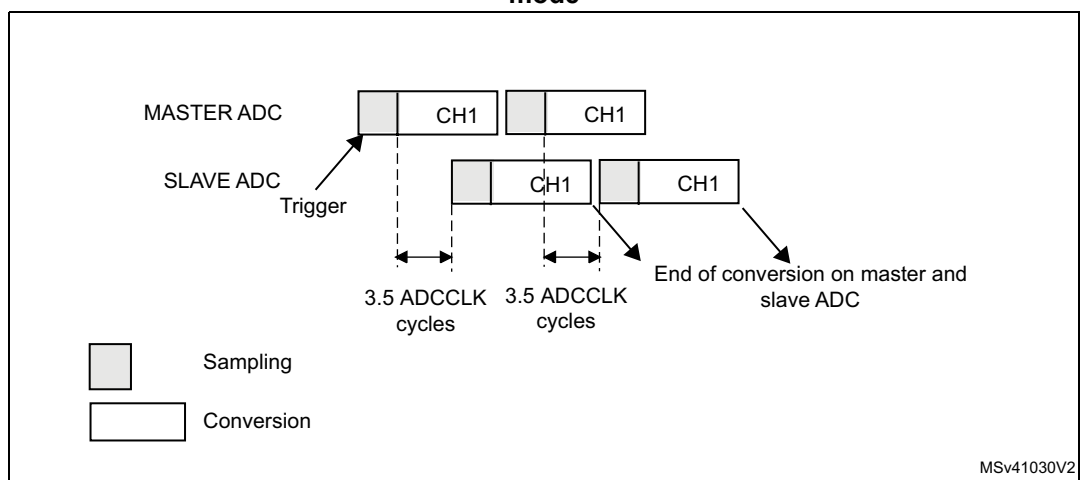 mode
MASTER ADC
CH1
CH1
SLAVE ADC
CH1
CH1
Trigger
End of conversion on master and
slave ADC
3.5 ADCCLK
cycles
3.5 ADCCLK
cycles
Sampling
Conversion
MSv41030V2